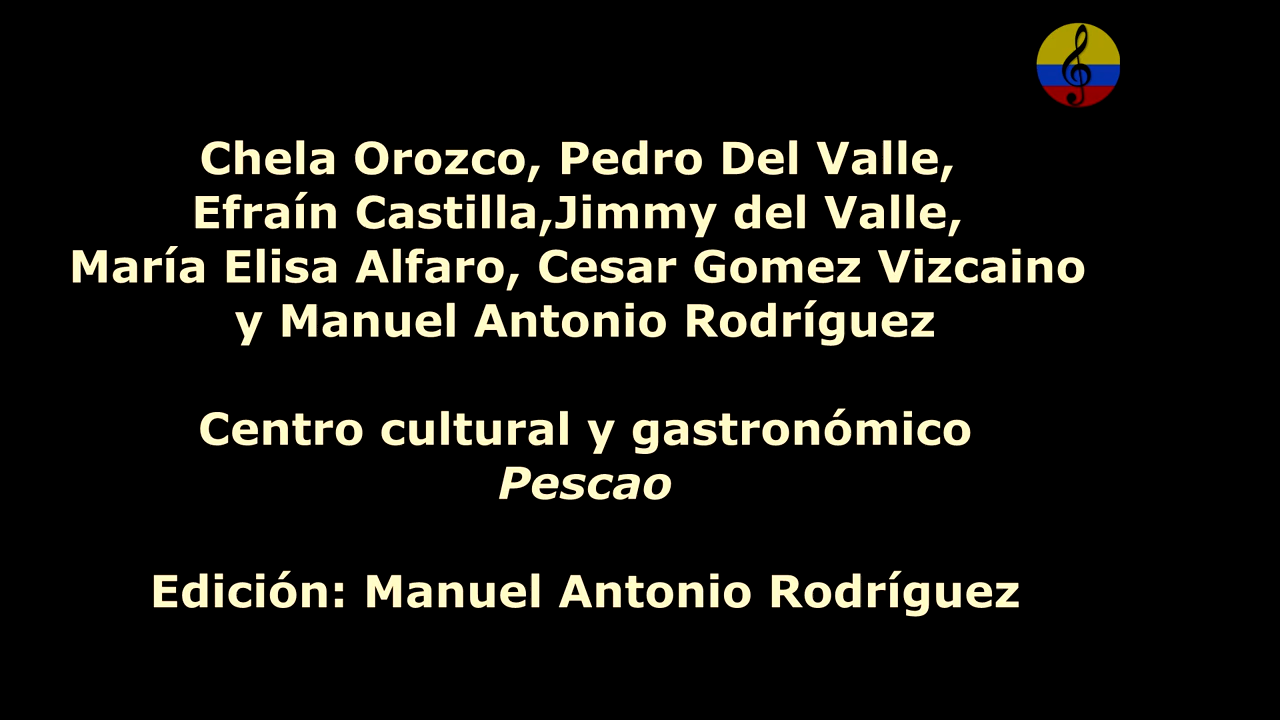 Chela Orozco, Pedro Del Valle,
Efraín Castilla,Jimmy del Valle,
María Elisa Alfaro, Cesar Gomez Vizcaino
y Manuel Antonio Rodríguez
Centro cultural y gastronómico
Pescao
Edición: Manuel Antonio Rodríguez